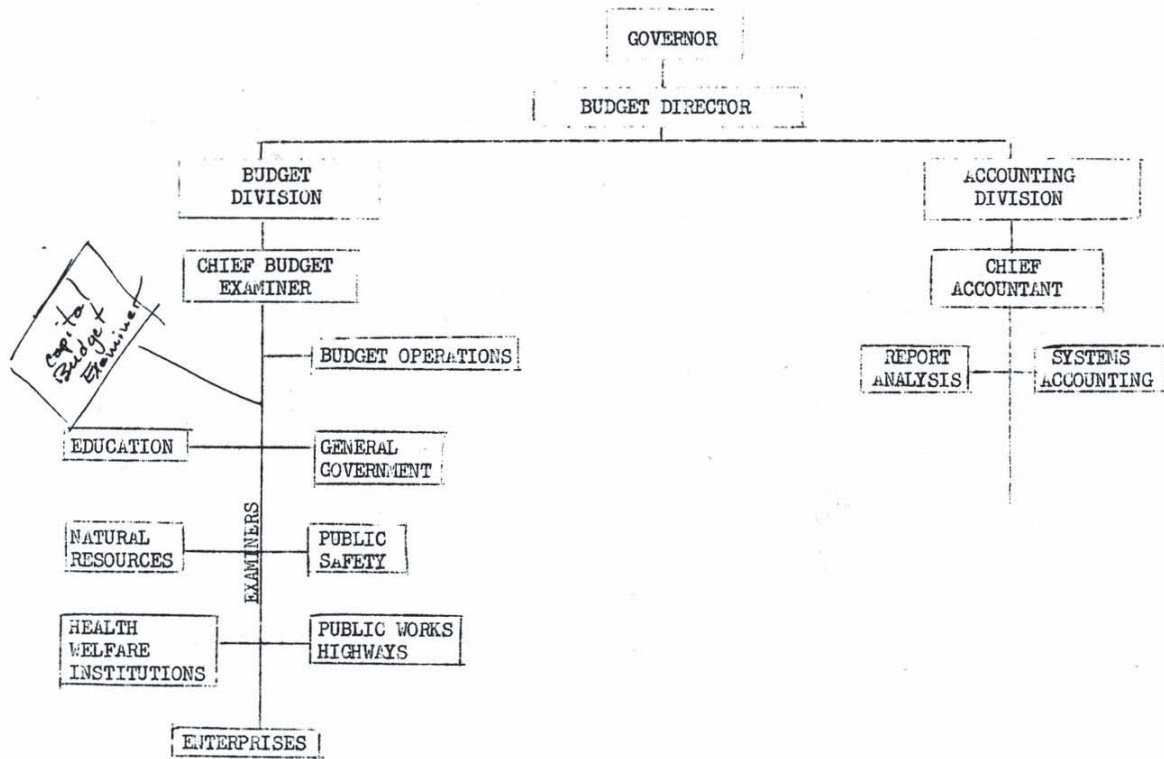 GOVERNOR
BUDGET DIRECTOR
BUDGET
DIVISION
ACCOUNTING
DIVISION
CHIEF BUDGET
EXAMINER
CHIEF
ACCOUNTANT
Capital
Budget
Examiner
BUDGET OPERATIONS
REPORT
ANALYSIS
SYSTEMS
ACCOUNTING
EDUCATION
GENERAL
GOVERNMENT
EXAMINERS
NATURAL
RESOURCES
PUBLIC
SAFETY
HEALTH
WELFARE
INSTITUTIONS
PUBLIC WORKS
HIGHWAYS
ENTERPRISES